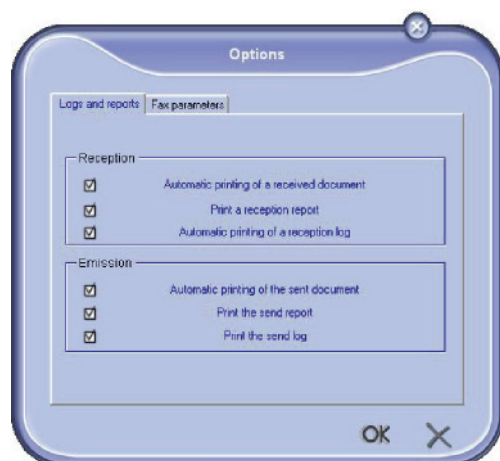 Options
Logs and reports Fax parameters
Reception
Automatic printing of a received document
Print a reception report
Automatic printing of a reception log
Emission
Automatic printing of the sent document
Print the send report
Print the send log
OK